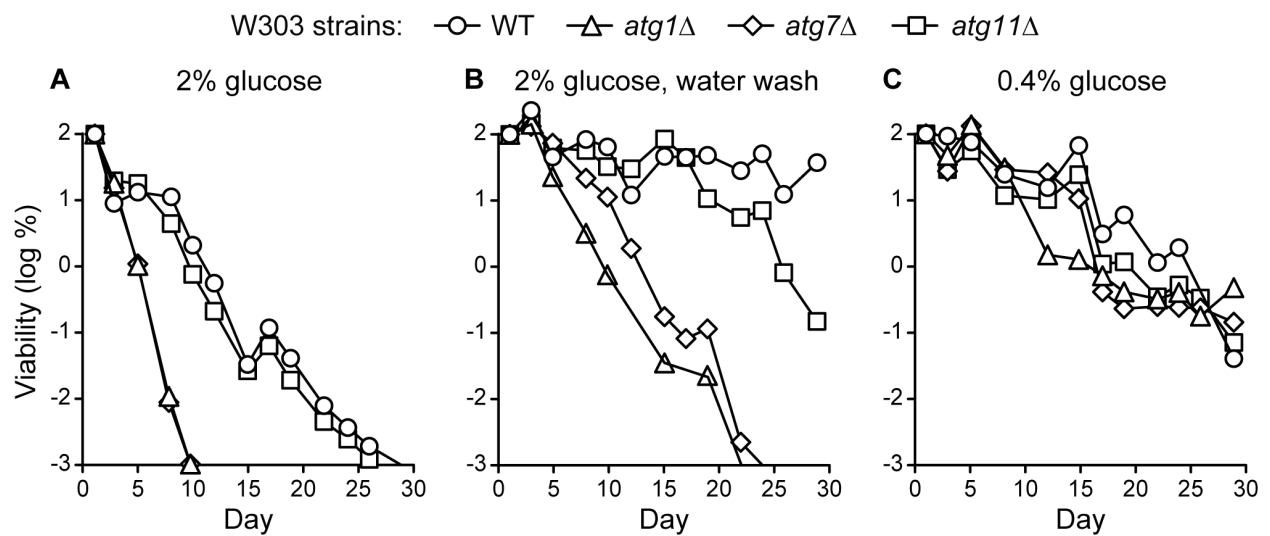 W303 strains: WT atg1Δ atg7Δ atg11Δ
A 2% glucose
B 2% glucose, water wash
C 0.4% glucose
Viability (log %)
2
1
0
-1
-2
-3
0 5 10 15 20 25 30
Day
2
1
0
-1
-2
-3
0 5 10 15 20 25 30
Day
2
1
0
-1
-2
-3
0 5 10 15 20 25 30
Day